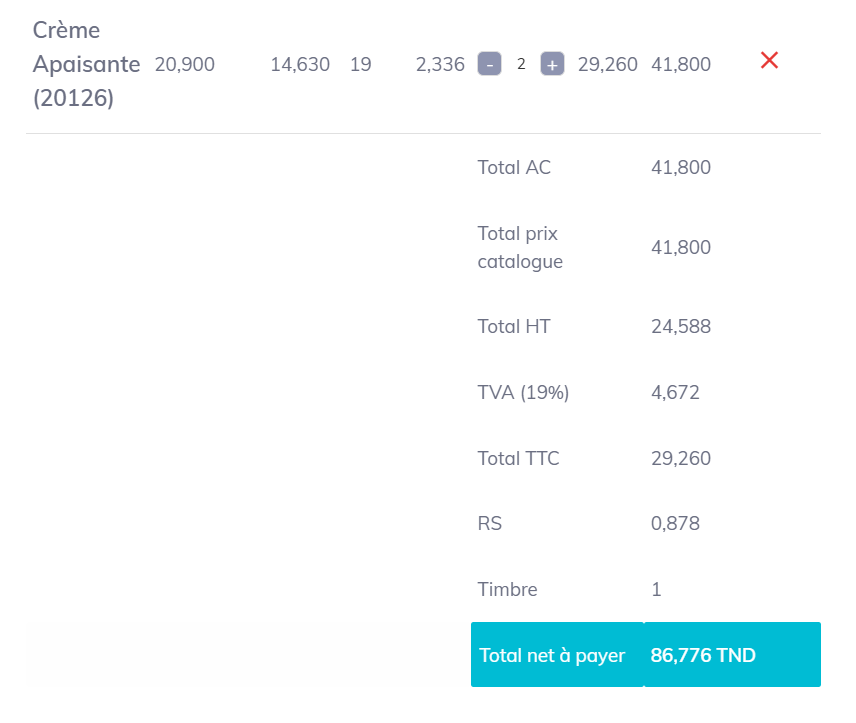 Crème
Apaisante 20,900 14,630 19 2,336 - 2 + 29,260 41,800
(20126)
Total AC 41,800
Total prix
catalogue 41,800
Total HT 24,588
TVA (19%) 4,672
Total TTC 29,260
RS 0,878
Timbre 1
Total net à payer 86,776 TND